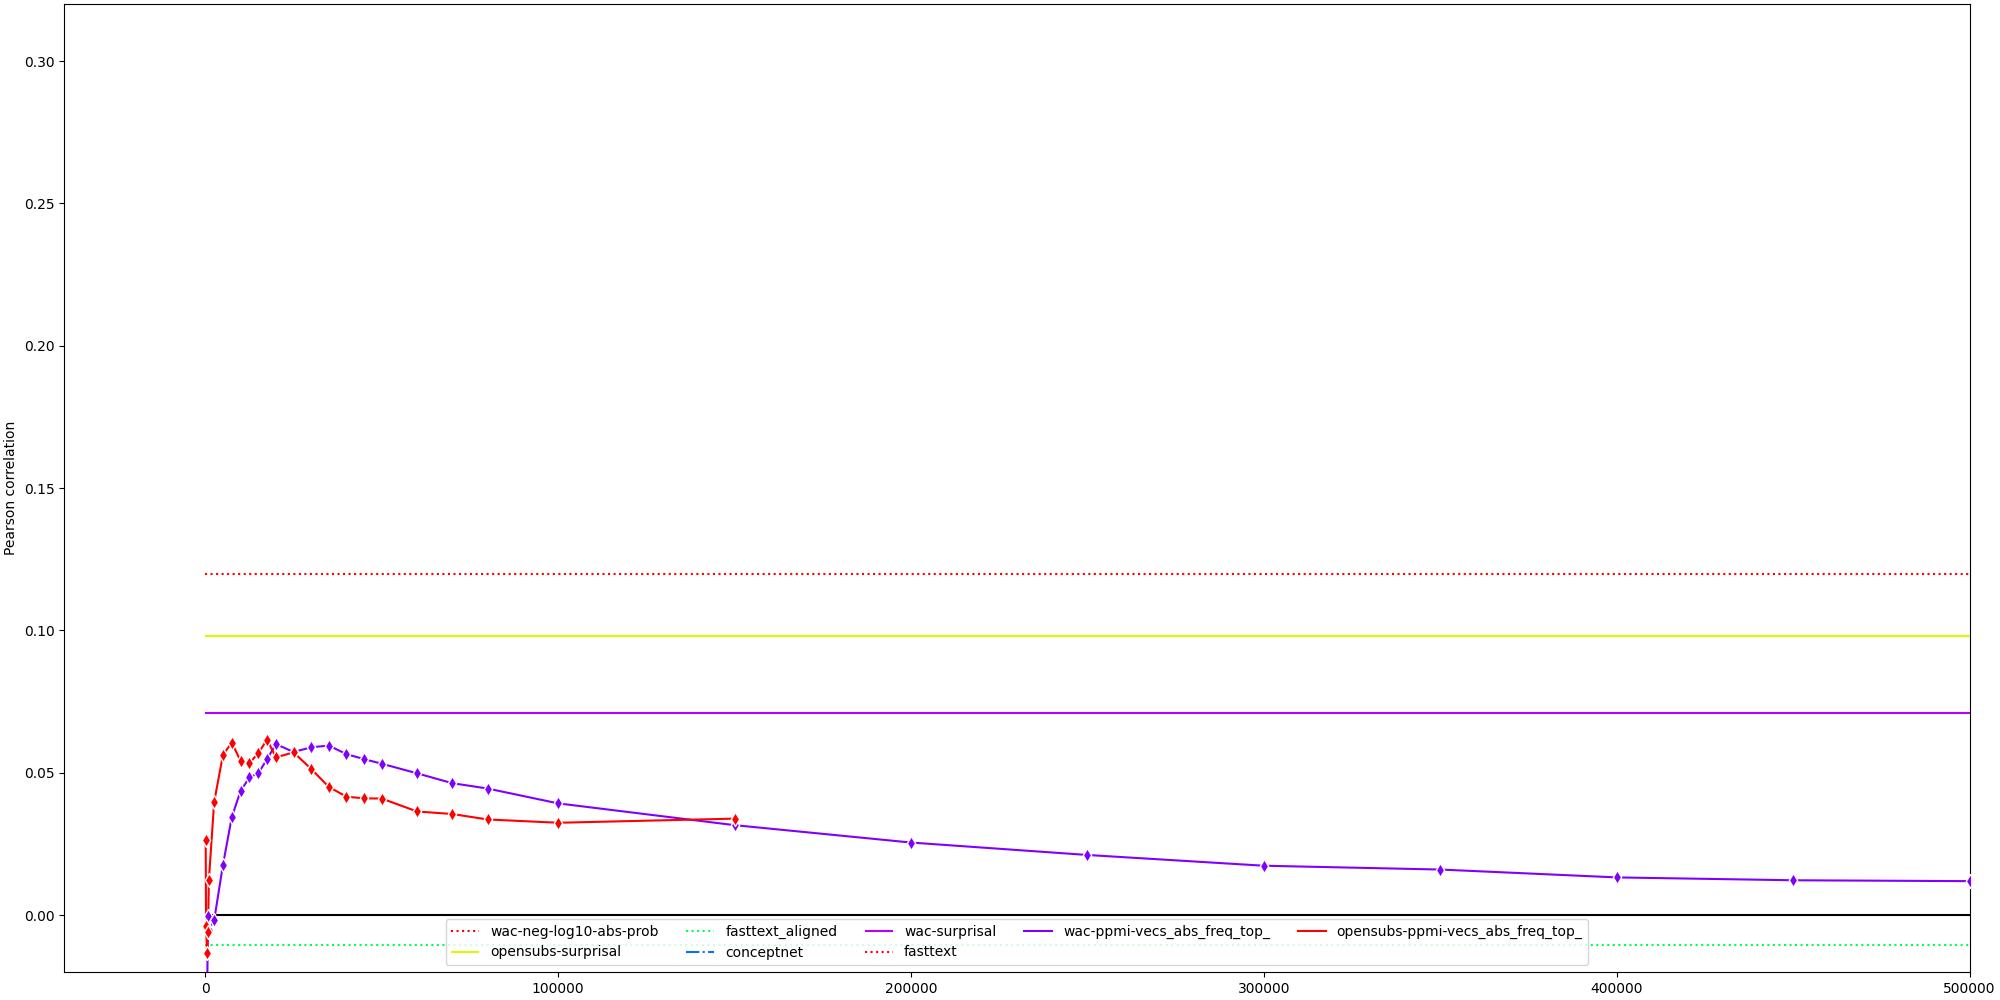 0.30
0.25
0.20
0.15
0.10
0.05
0.00
Pearson correlation
wac-neg-log10-abs-prob
opensubs-surprisal
fasttext_aligned
conceptnet
wac-surprisal
fasttext
wac-ppmi-vecs_abs_freq_top_
opensubs-ppmi-vecs_abs_freq_top_
0
100000
200000
300000
400000
500000